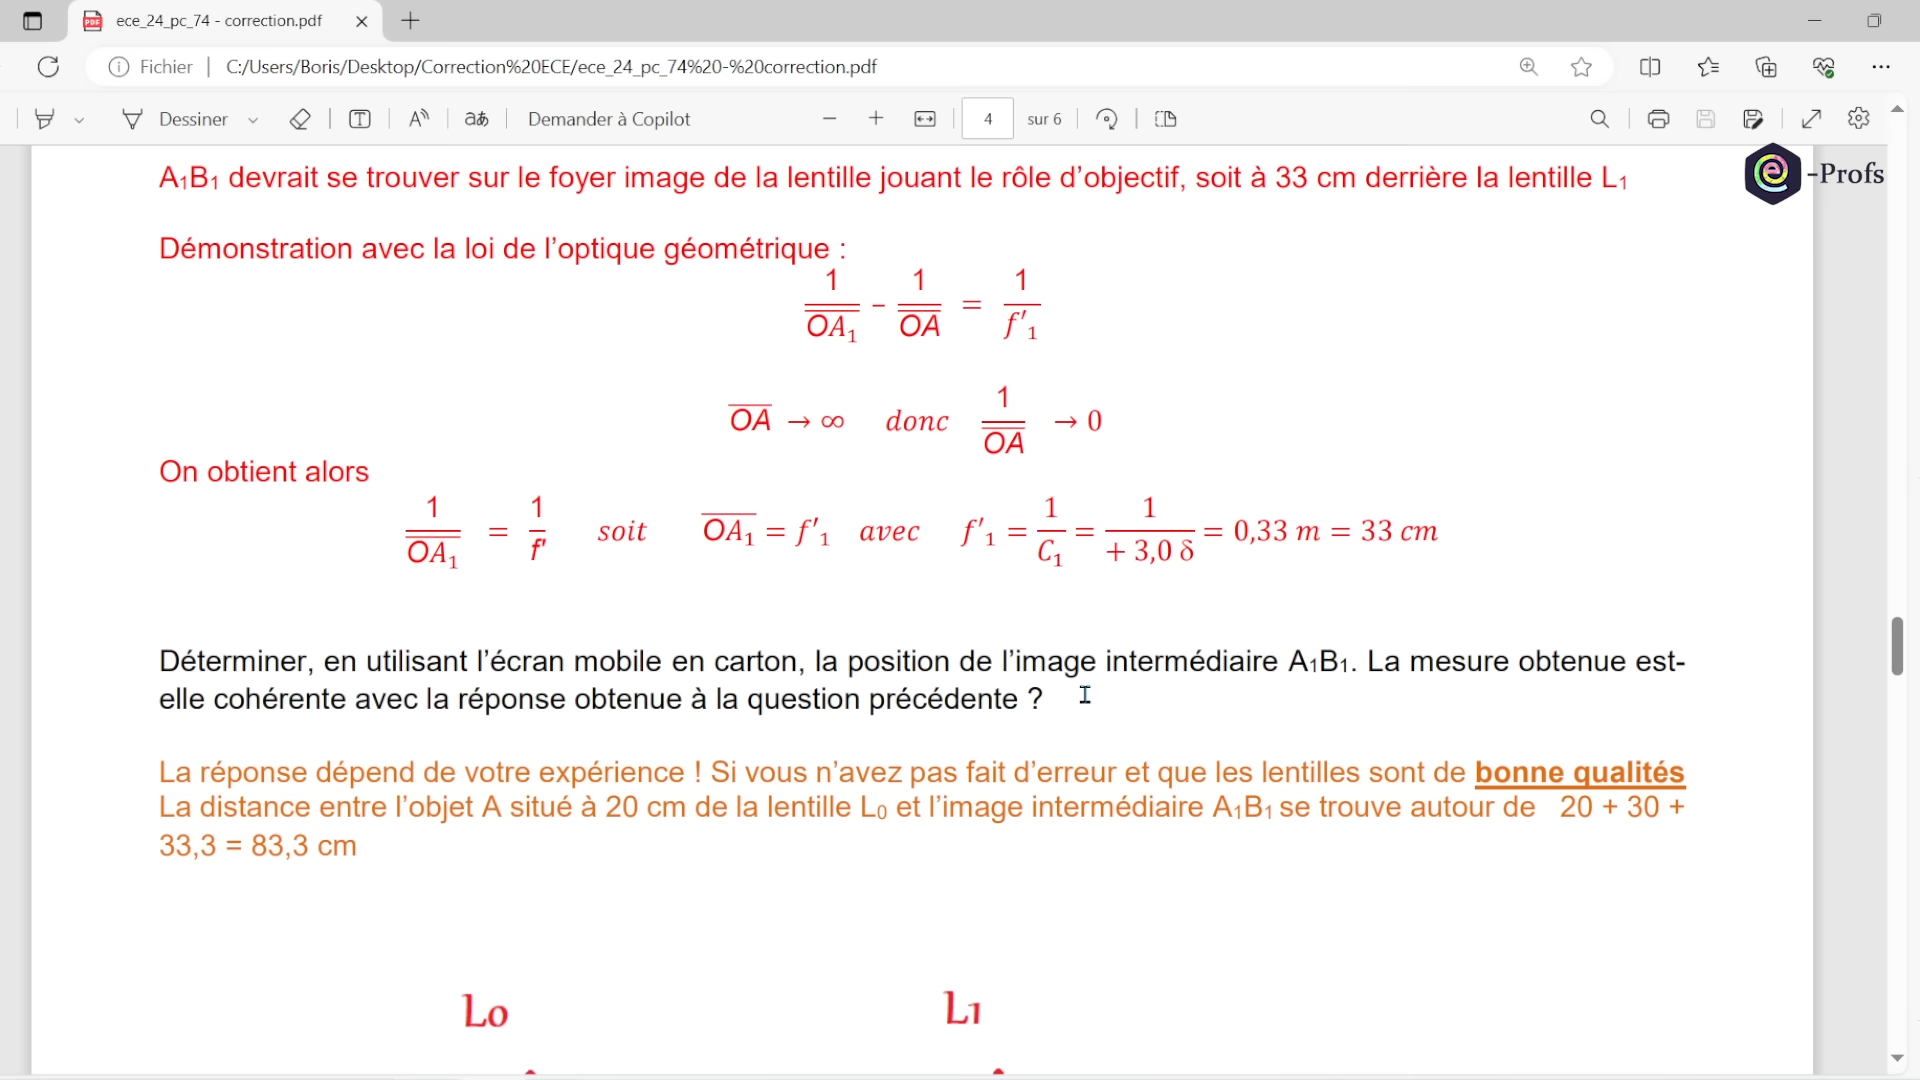 ece_24_pc_74 - correction.pdf
Fichier | C:/Users/Boris/Desktop/Correction%20ECE/ece_24_pc_74%20-%20correction.pdf
Dessiner Demander à Copilot 4 sur 6
e -Profs
A₁B₁ devrait se trouver sur le foyer image de la lentille jouant le rôle d’objectif, soit à 33 cm derrière la lentille L₁
Démonstration avec la loi de l’optique géométrique :
1/OA₁ - 1/OA = 1/f′₁
OA → ∞ donc 1/OA → 0
On obtient alors
1/OA₁ = 1/f' soit OA₁ = f′₁ avec f′₁ = 1/C₁ = 1/+ 3,0 δ = 0,33 m = 33 cm
Déterminer, en utilisant l’écran mobile en carton, la position de l’image intermédiaire A₁B₁. La mesure obtenue est-
elle cohérente avec la réponse obtenue à la question précédente ?
La réponse dépend de votre expérience ! Si vous n’avez pas fait d’erreur et que les lentilles sont de bonne qualités
La distance entre l’objet A situé à 20 cm de la lentille L₀ et l’image intermédiaire A₁B₁ se trouve autour de 20 + 30 +
33,3 = 83,3 cm
L0 L1